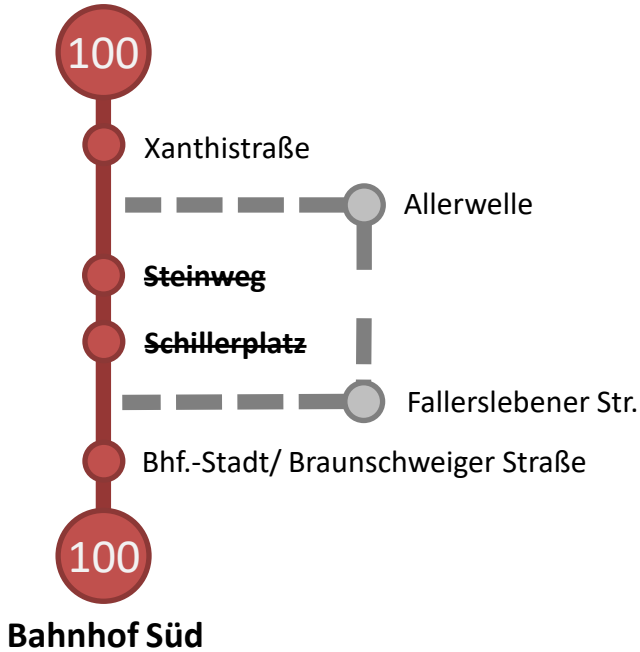 100
Xanthistraße
Allerwelle
Steinweg
Schillerplatz
Fallerslebener Str.
Bhf.-Stadt/ Braunschweiger Straße
100
Bahnhof Süd